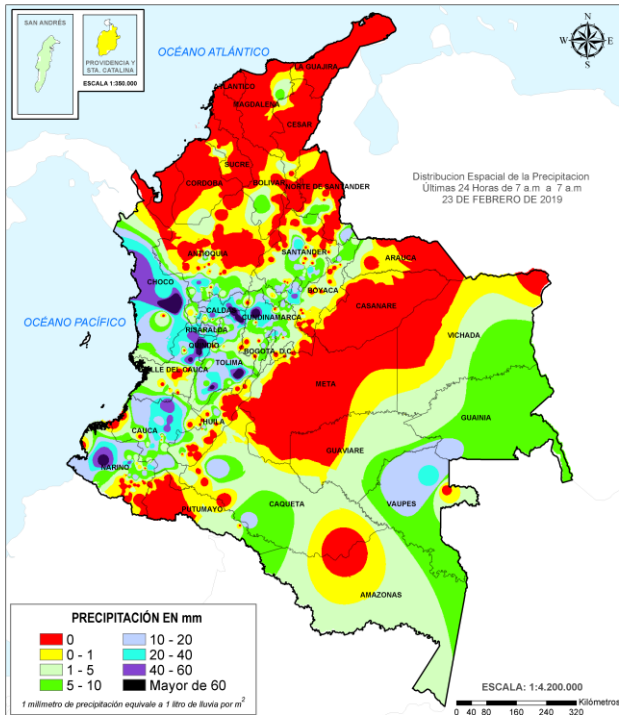 SAN ANDRÉS
PROVIDENCIA Y
STA. CATALINA
ESCALA 1:350.000
OCÉANO ATLÁNTICO
N
W E
S
LA GUAJIRA
ATLANTICO
MAGDALENA
CESAR
SUCRE
CORDOBA
BOLIVAR
NORTE DE SANTANDER
Distribucion Espacial de la Precipitacion
Últimas 24 Horas de 7 a.m a 7 a.m
23 DE FEBRERO DE 2019
ANTIOQUIA
SANTANDER
ARAUCA
CHOCO
BOYACA
CASANARE
CALDAS
CUNDINAMARCA
OCÉANO PACÍFICO
RISARALDA
VICHADA
QUINDIO
BOGOTA, D.C.
TOLIMA
VALLE DEL CAUCA
META
GUAINIA
CAUCA
HUILA
GUAVIARE
NARIÑO
CAQUETA
VAUPES
PUTUMAYO
AMAZONAS
PRECIPITACIÓN EN mm
0 10 - 20
0 - 1 20 - 40
1 - 5 40 - 60
5 - 10 Mayor de 60
1 milimetro de precipitación equivale a 1 litro de lluvia por m²
ESCALA: 1:4.200.000
Kilómetros
0 40 80 160 240 320